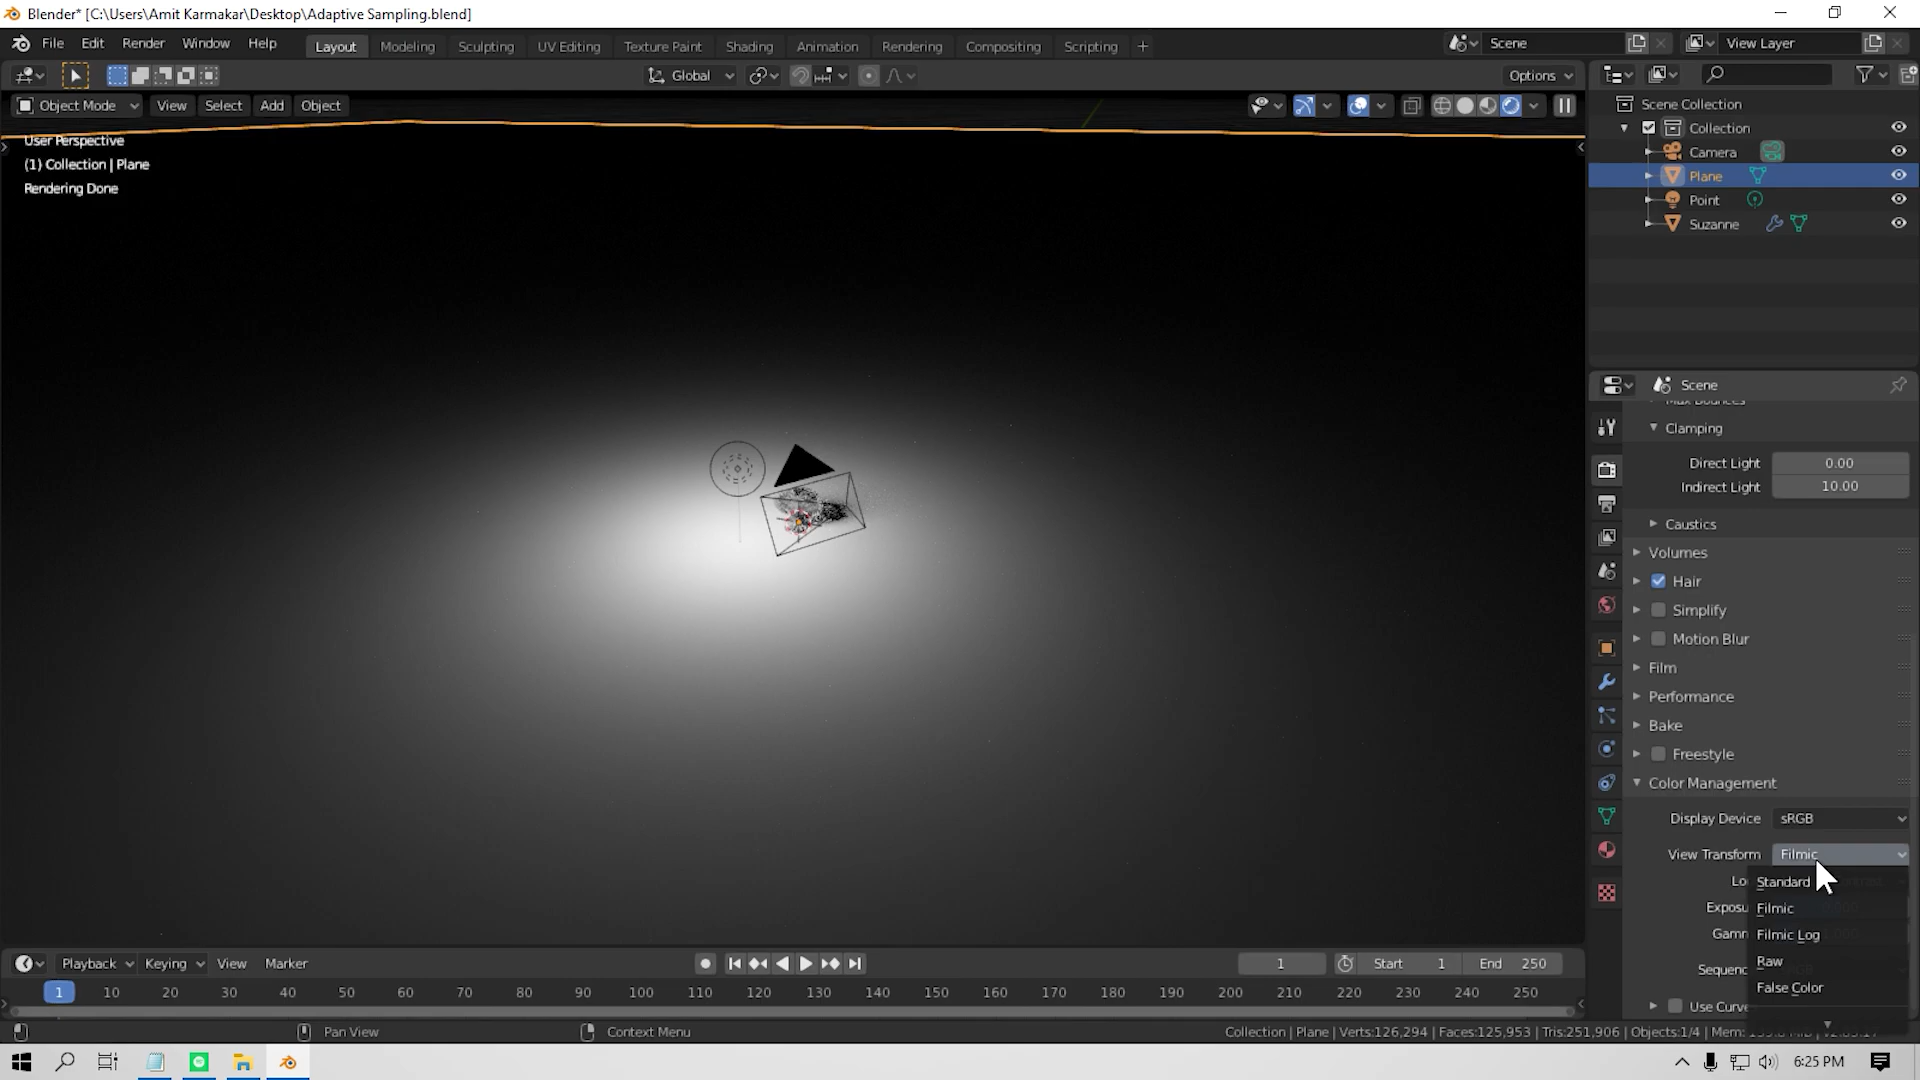 Blender* [C:\Users\Amit Karmakar\Desktop\Adaptive Sampling.blend]
File Edit Render Window Help Layout Modeling Sculpting UV Editing Texture Paint Shading Animation Rendering Compositing Scripting + Scene View Layer
Global Options
Object Mode View Select Add Object
User Perspective
(1) Collection | Plane
Rendering Done
Scene Collection
Collection
Camera
Plane
Point
Suzanne
Scene
Max Bounces
Clamping
Direct Light 0.00
Indirect Light 10.00
Caustics
Volumes
Hair
Simplify
Motion Blur
Film
Performance
Bake
Freestyle
Color Management
Display Device sRGB
View Transform Filmic
Standard
Filmic
Filmic Log
Raw
False Color
Playback Keying View Marker 1 Start 1 End 250
1 10 20 30 40 50 60 70 80 90 100 110 120 130 140 150 160 170 180 190 200 210 220 230 240 250
Pan View Context Menu Collection | Plane | Verts:126,294 | Faces:125,953 | Tris:251,906 | Objects:1/4 | Mem:
6:25 PM